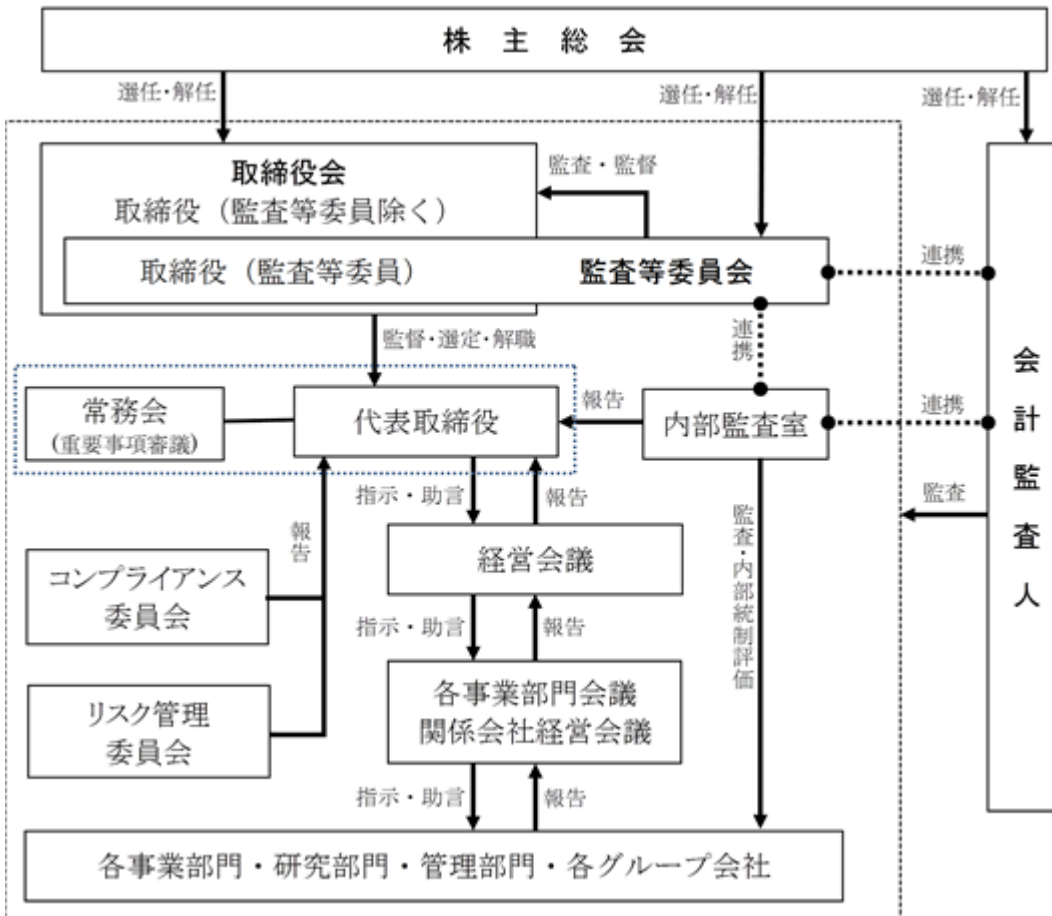 株主総会
選任・解任
選任・解任
選任・解任
取締役会
取締役（監査等委員除く）
監査・監督
取締役（監査等委員）
監査等委員会
連携
監督・選定・解職
連携
会計監査人
常務会
(重要事項審議)
代表取締役
報告
内部監査室
連携
指示・助言
報告
監査
報告
経営会議
監査・内部統制評価
コンプライアンス
委員会
指示・助言
報告
各事業部門会議
関係会社経営会議
リスク管理
委員会
指示・助言
報告
各事業部門・研究部門・管理部門・各グループ会社